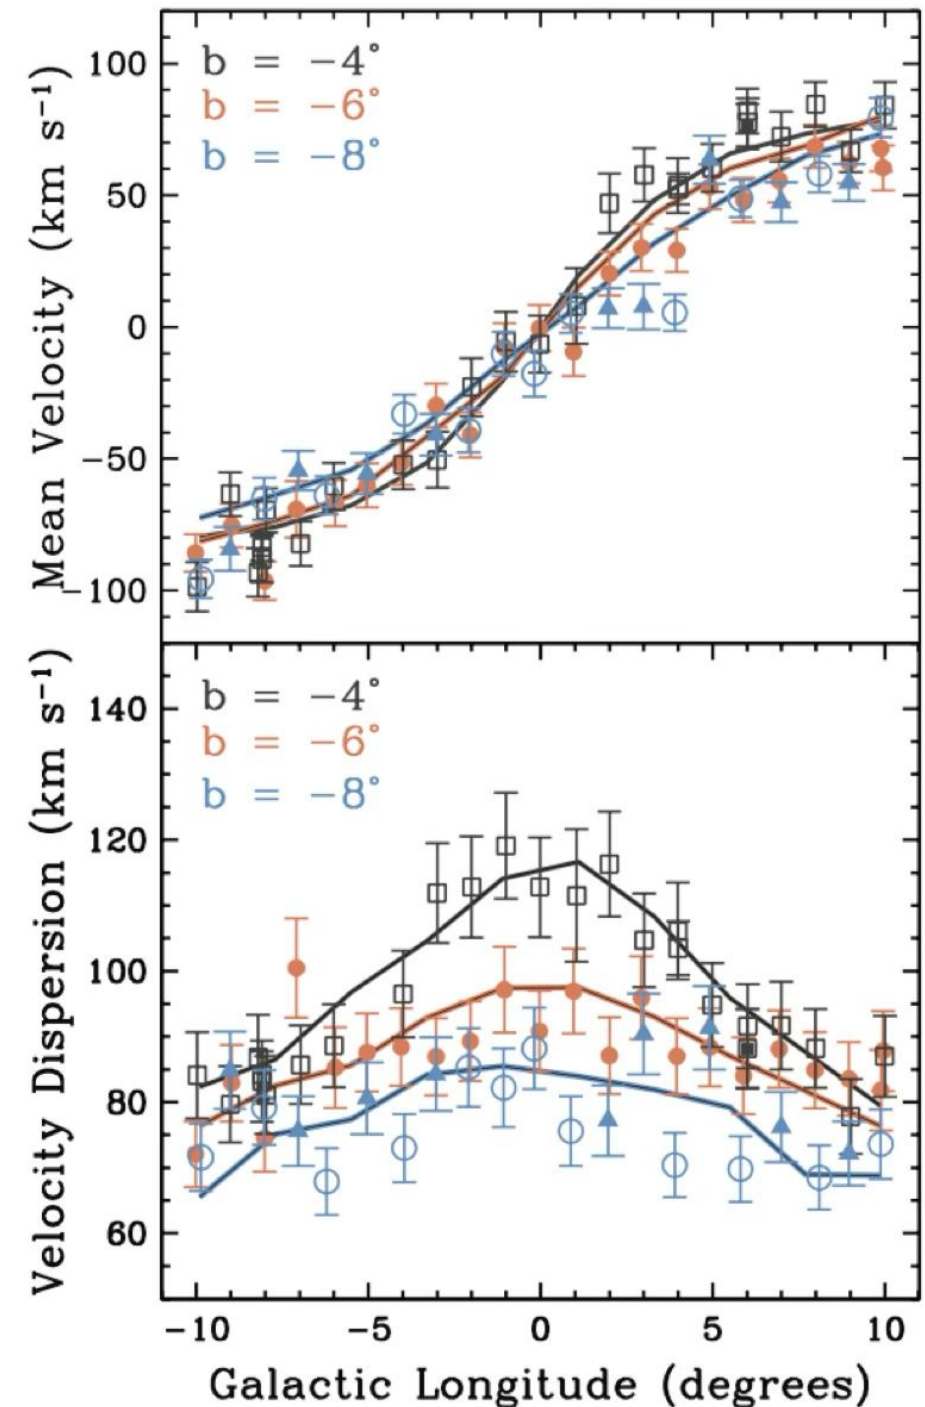 Mean Velocity (km s⁻¹)
100
50
0
−50
−100
b = −4°
b = −6°
b = −8°
Velocity Dispersion (km s⁻¹)
140
120
100
80
60
b = −4°
b = −6°
b = −8°
−10 −5 0 5 10
Galactic Longitude (degrees)